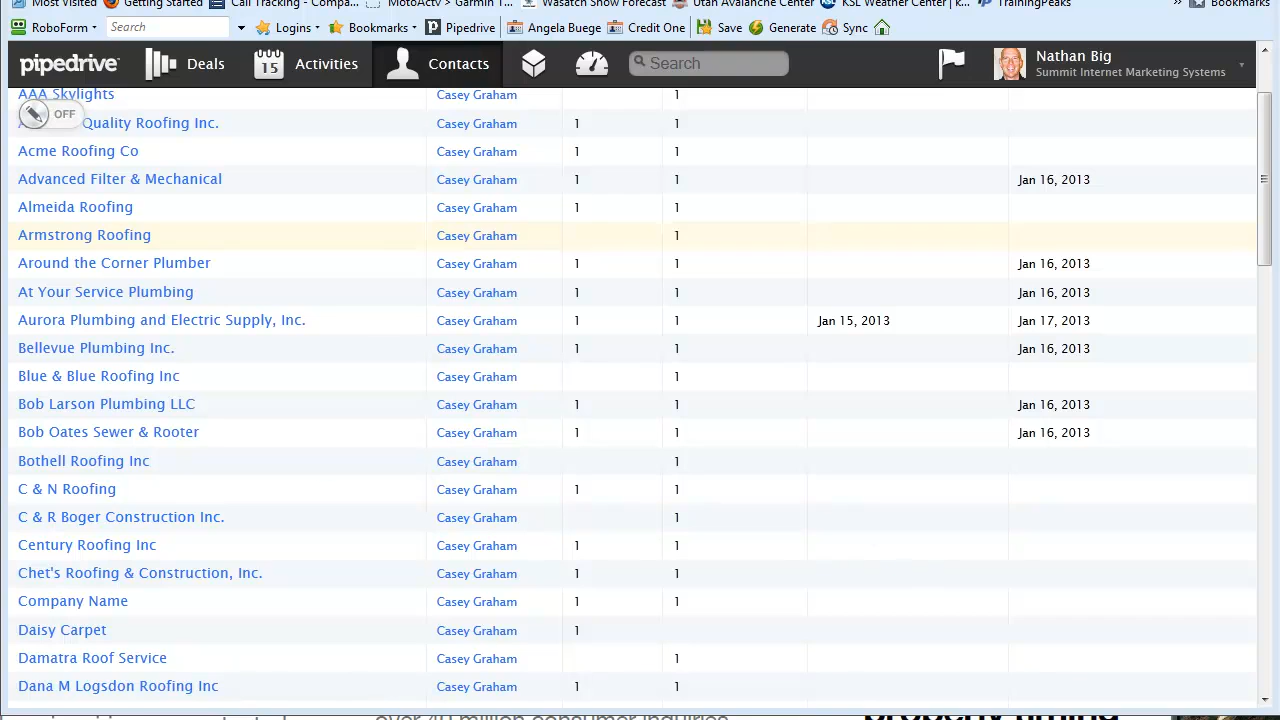 Most Visited Getting Started Call Tracking - Compa... MotoActv > Garmin T... Wasatch Snow Forecast Utah Avalanche Center KSL Weather Center | k... TrainingPeaks » Bookmarks
RoboForm Search Logins Bookmarks Pipedrive Angela Buege Credit One Save Generate Sync
pipedrive Deals 15 Activities Contacts Search Nathan Big
Summit Internet Marketing Systems
AAA Skylights Casey Graham 1
OFF Quality Roofing Inc. Casey Graham 1 1
Acme Roofing Co Casey Graham 1 1
Advanced Filter & Mechanical Casey Graham 1 1 Jan 16, 2013
Almeida Roofing Casey Graham 1 1
Armstrong Roofing Casey Graham 1
Around the Corner Plumber Casey Graham 1 1 Jan 16, 2013
At Your Service Plumbing Casey Graham 1 1 Jan 16, 2013
Aurora Plumbing and Electric Supply, Inc. Casey Graham 1 1 Jan 15, 2013 Jan 17, 2013
Bellevue Plumbing Inc. Casey Graham 1 1 Jan 16, 2013
Blue & Blue Roofing Inc Casey Graham 1
Bob Larson Plumbing LLC Casey Graham 1 1 Jan 16, 2013
Bob Oates Sewer & Rooter Casey Graham 1 1 Jan 16, 2013
Bothell Roofing Inc Casey Graham 1
C & N Roofing Casey Graham 1 1
C & R Boger Construction Inc. Casey Graham 1
Century Roofing Inc Casey Graham 1 1
Chet's Roofing & Construction, Inc. Casey Graham 1 1
Company Name Casey Graham 1 1
Daisy Carpet Casey Graham 1
Damatra Roof Service Casey Graham 1
Dana M Logsdon Roofing Inc Casey Graham 1 1
over 40 million consumer inquiries